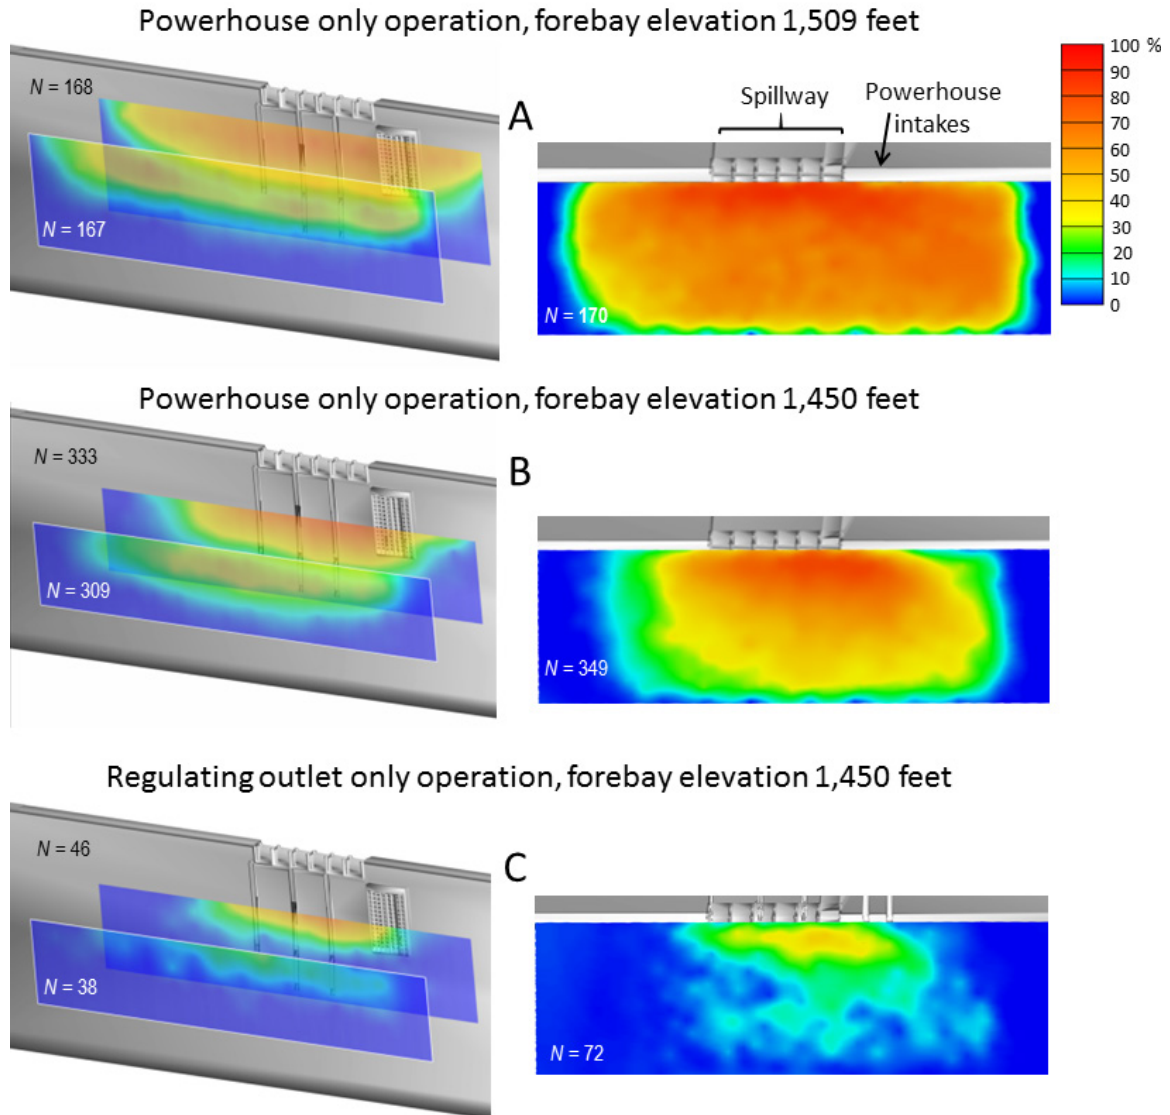 Powerhouse only operation, forebay elevation 1,509 feet
N = 168
N = 167
A
Spillway
Powerhouse
intakes
N = 170
100 %
90
80
70
60
50
40
30
20
10
0
Powerhouse only operation, forebay elevation 1,450 feet
N = 333
N = 309
B
N = 349
Regulating outlet only operation, forebay elevation 1,450 feet
N = 46
N = 38
C
N = 72